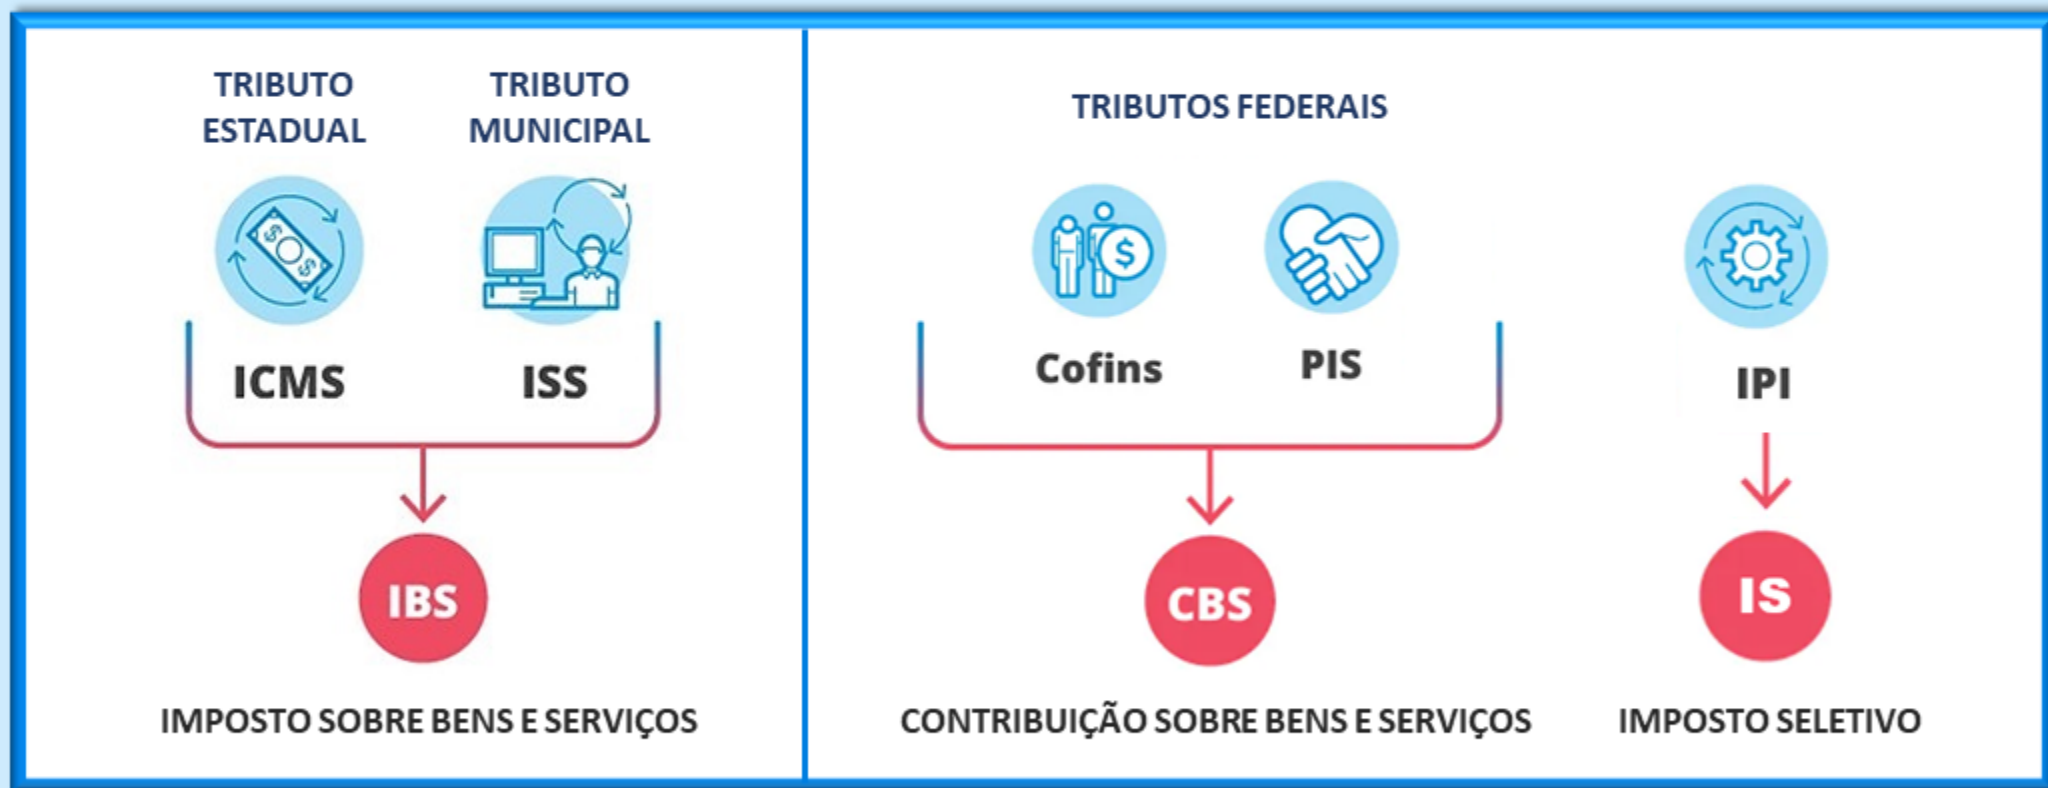 TRIBUTO
ESTADUAL
TRIBUTO
MUNICIPAL
ICMS
ISS
IBS
IMPOSTO SOBRE BENS E SERVIÇOS
TRIBUTOS FEDERAIS
$
Cofins
PIS
IPI
CBS
IS
CONTRIBUIÇÃO SOBRE BENS E SERVIÇOS
IMPOSTO SELETIVO